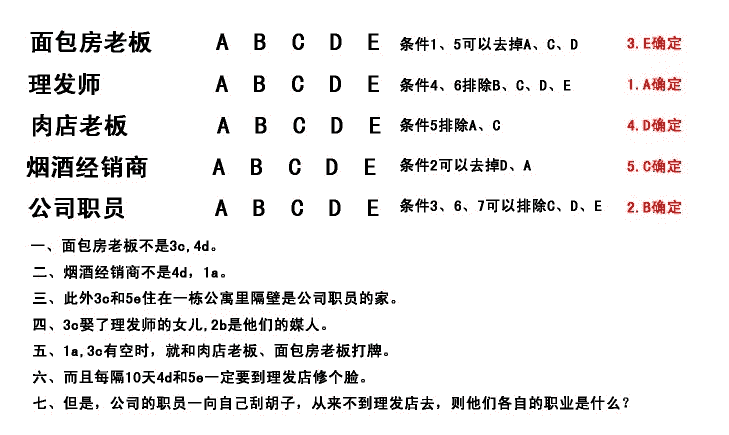 面包房老板 A B C D E 条件1、5可以去掉A、C、D 3.E确定
理发师 A B C D E 条件4、6排除B、C、D、E 1.A确定
肉店老板 A B C D E 条件5排除A、C 4.D确定
烟酒经销商 A B C D E 条件2可以去掉D、A 5.C确定
公司职员 A B C D E 条件3、6、7可以排除C、D、E 2.B确定
一、面包房老板不是3c,4d。
二、烟酒经销商不是4d，1a。
三、此外3c和5e住在一栋公寓里隔壁是公司职员的家。
四、3c娶了理发师的女儿,2b是他们的媒人。
五、1a,3c有空时，就和肉店老板、面包房老板打牌。
六、而且每隔10天4d和5e一定要到理发店修个脸。
七、但是，公司的职员一向自己刮胡子，从来不到理发店去，则他们各自的职业是什么？